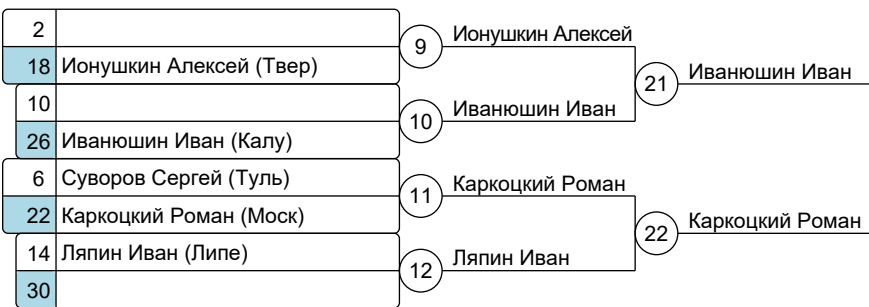 2
18 Ионушкин Алексей (Твер)
9 Ионушкин Алексей
10
26 Иванюшин Иван (Калу)
10 Иванюшин Иван
21 Иванюшин Иван
6 Суворов Сергей (Туль)
22 Каркоцкий Роман (Моск)
11 Каркоцкий Роман
14 Ляпин Иван (Липе)
30
12 Ляпин Иван
22 Каркоцкий Роман